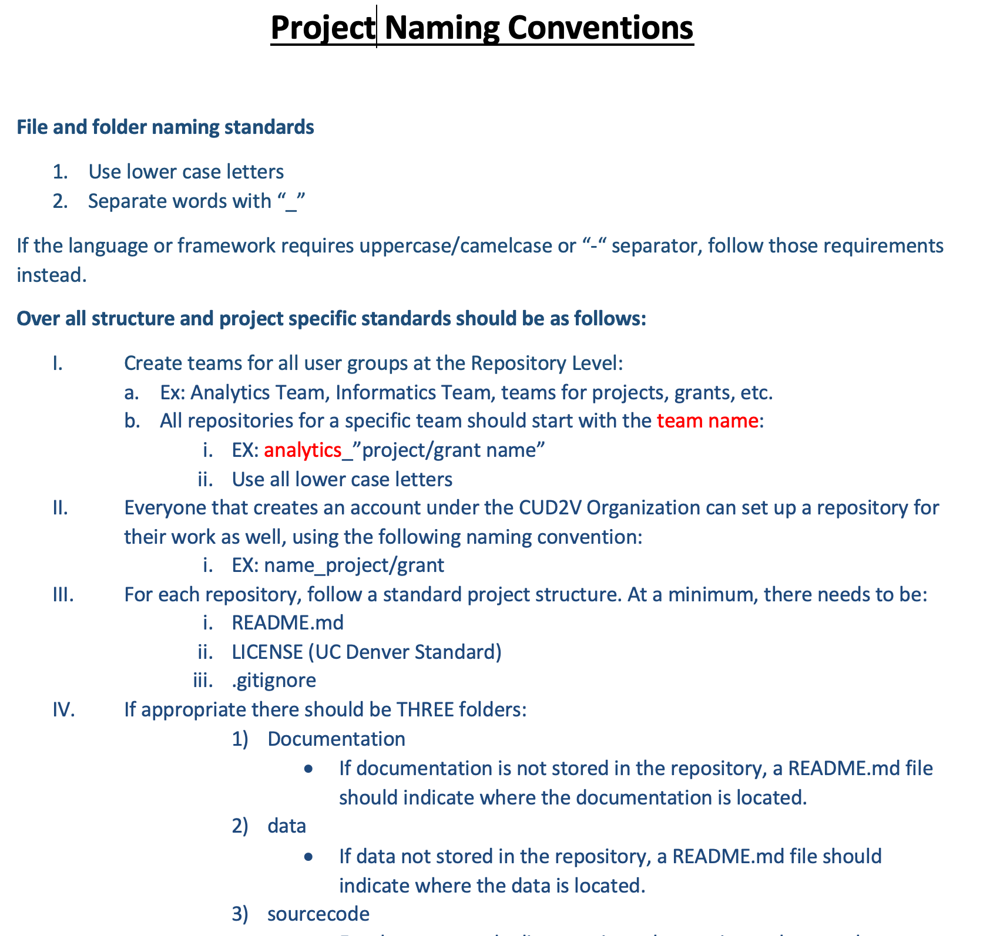 Project Naming Conventions
File and folder naming standards
1. Use lower case letters
2. Separate words with “_”
If the language or framework requires uppercase/camelcase or “-“ separator, follow those requirements
instead.
Over all structure and project specific standards should be as follows:
I. Create teams for all user groups at the Repository Level:
a. Ex: Analytics Team, Informatics Team, teams for projects, grants, etc.
b. All repositories for a specific team should start with the team name:
i. EX: analytics_”project/grant name”
ii. Use all lower case letters
II. Everyone that creates an account under the CUD2V Organization can set up a repository for
their work as well, using the following naming convention:
i. EX: name_project/grant
III. For each repository, follow a standard project structure. At a minimum, there needs to be:
i. README.md
ii. LICENSE (UC Denver Standard)
iii. .gitignore
IV. If appropriate there should be THREE folders:
1) Documentation
• If documentation is not stored in the repository, a README.md file
should indicate where the documentation is located.
2) data
• If data not stored in the repository, a README.md file should
indicate where the data is located.
3) sourcecode